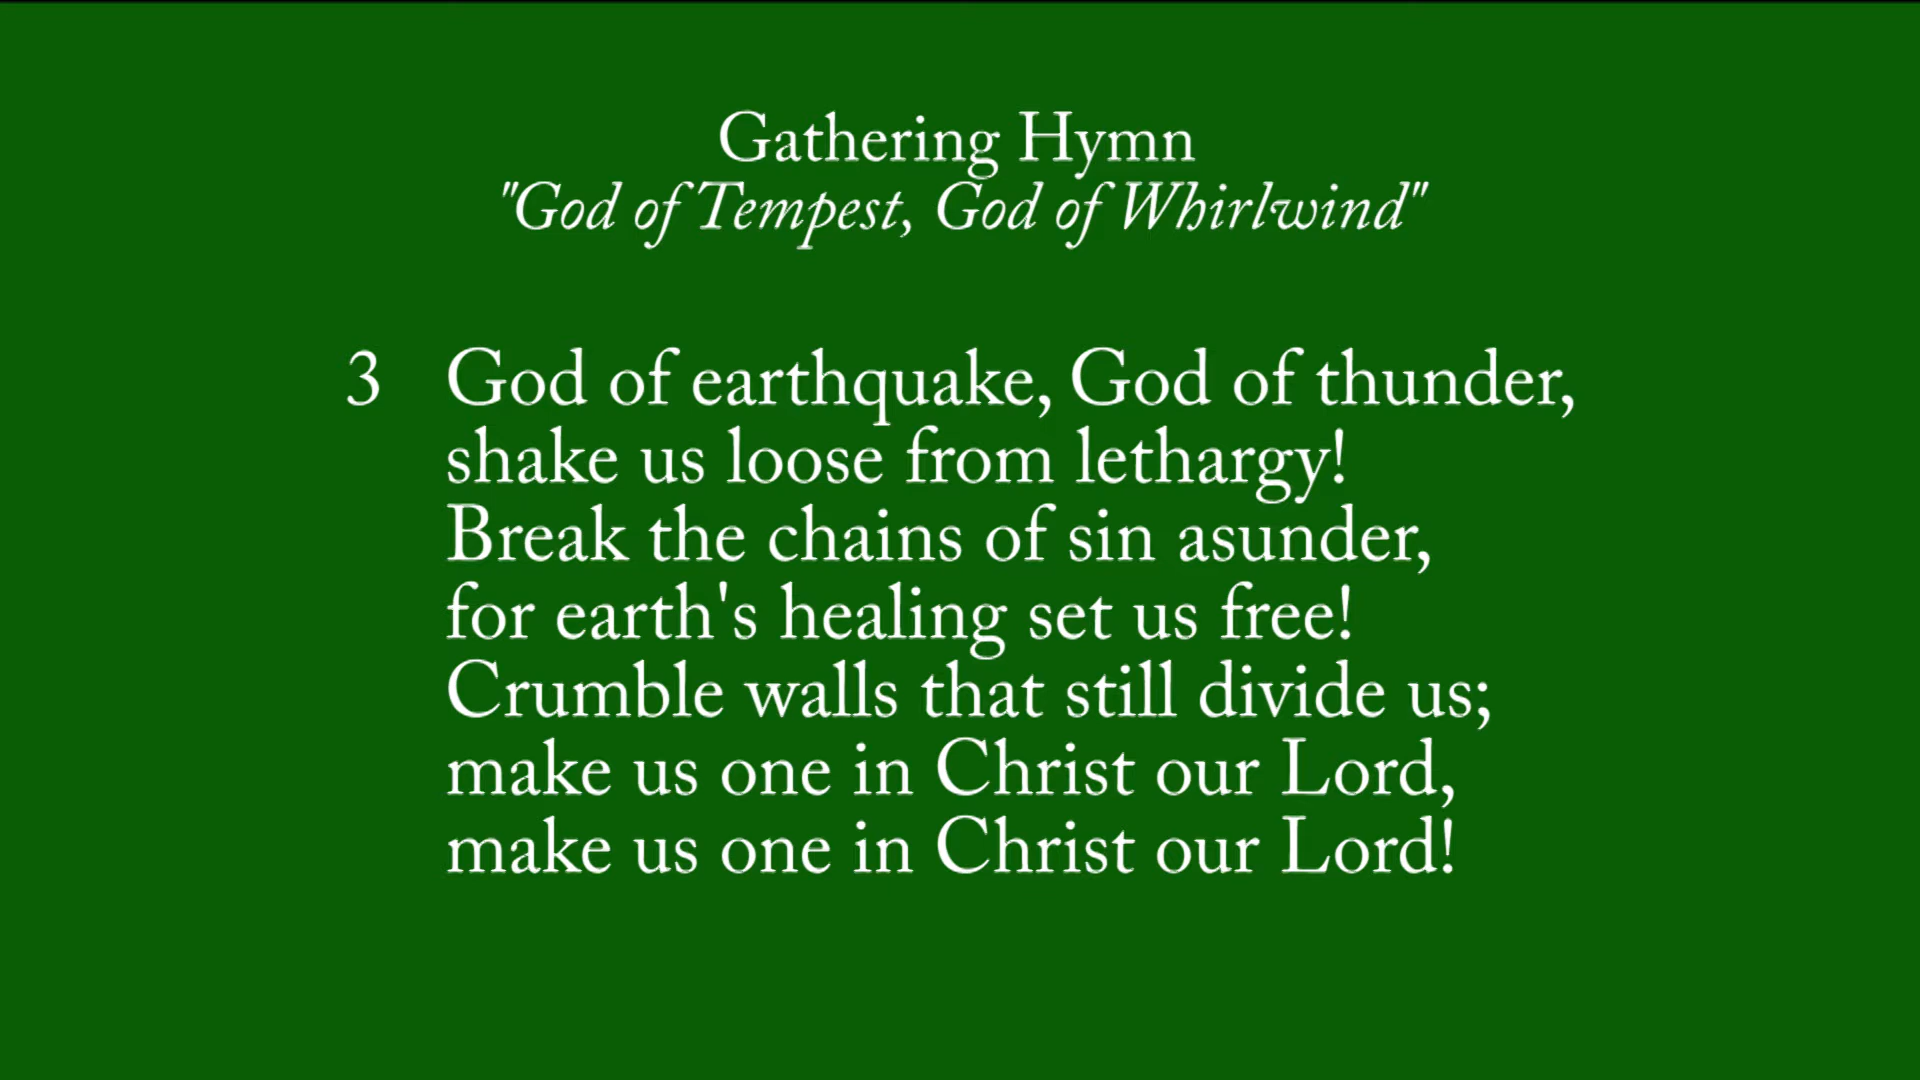 Gathering Hymn
"God of Tempest, God of Whirlwind"
3 God of earthquake, God of thunder,
shake us loose from lethargy!
Break the chains of sin asunder,
for earth's healing set us free!
Crumble walls that still divide us;
make us one in Christ our Lord,
make us one in Christ our Lord!